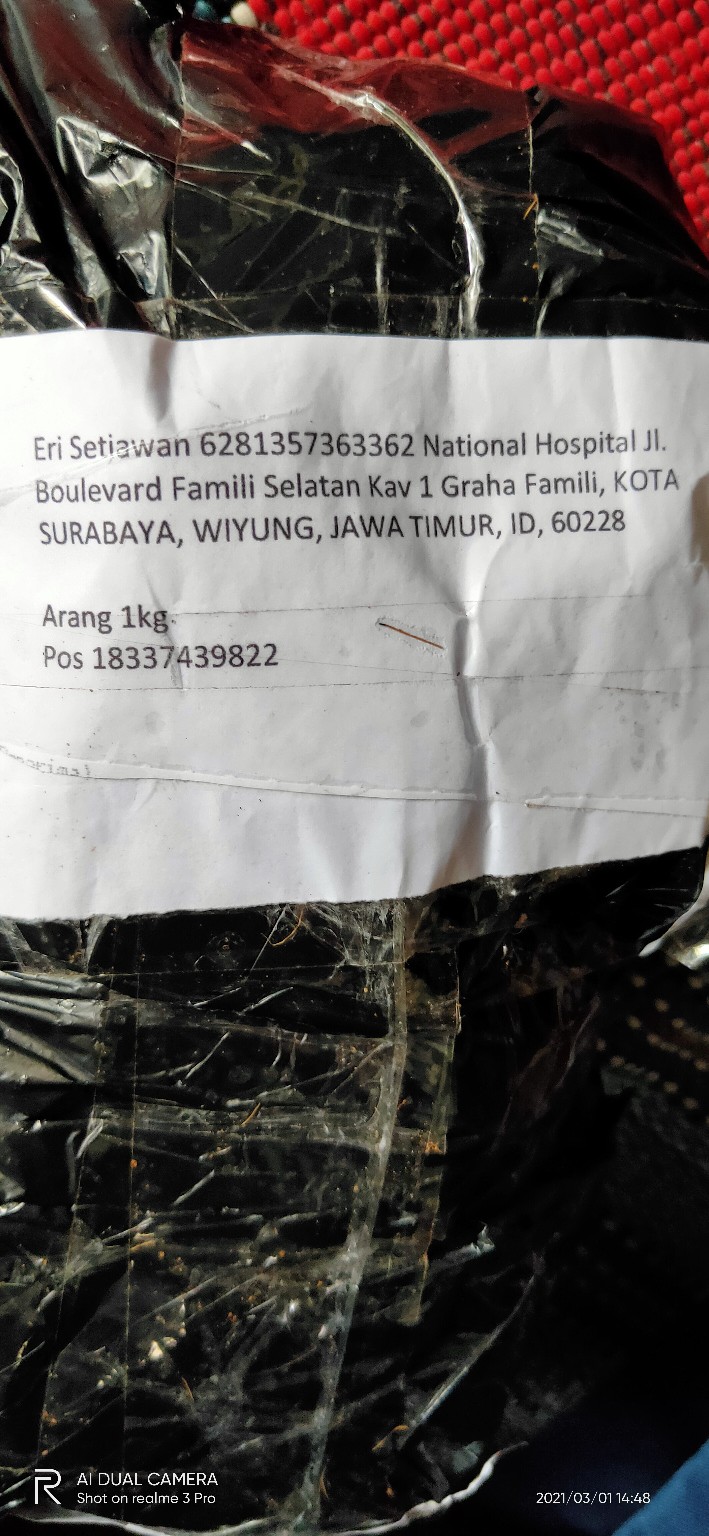 Eri Setiawan 6281357363362 National Hospital Jl.
Boulevard Famili Selatan Kav 1 Graha Famili, KOTA
SURABAYA, WIYUNG, JAWA TIMUR, ID, 60228
Arang 1kg
Pos 18337439822
R AI DUAL CAMERA
Shot on realme 3 Pro
2021/03/01 14:48